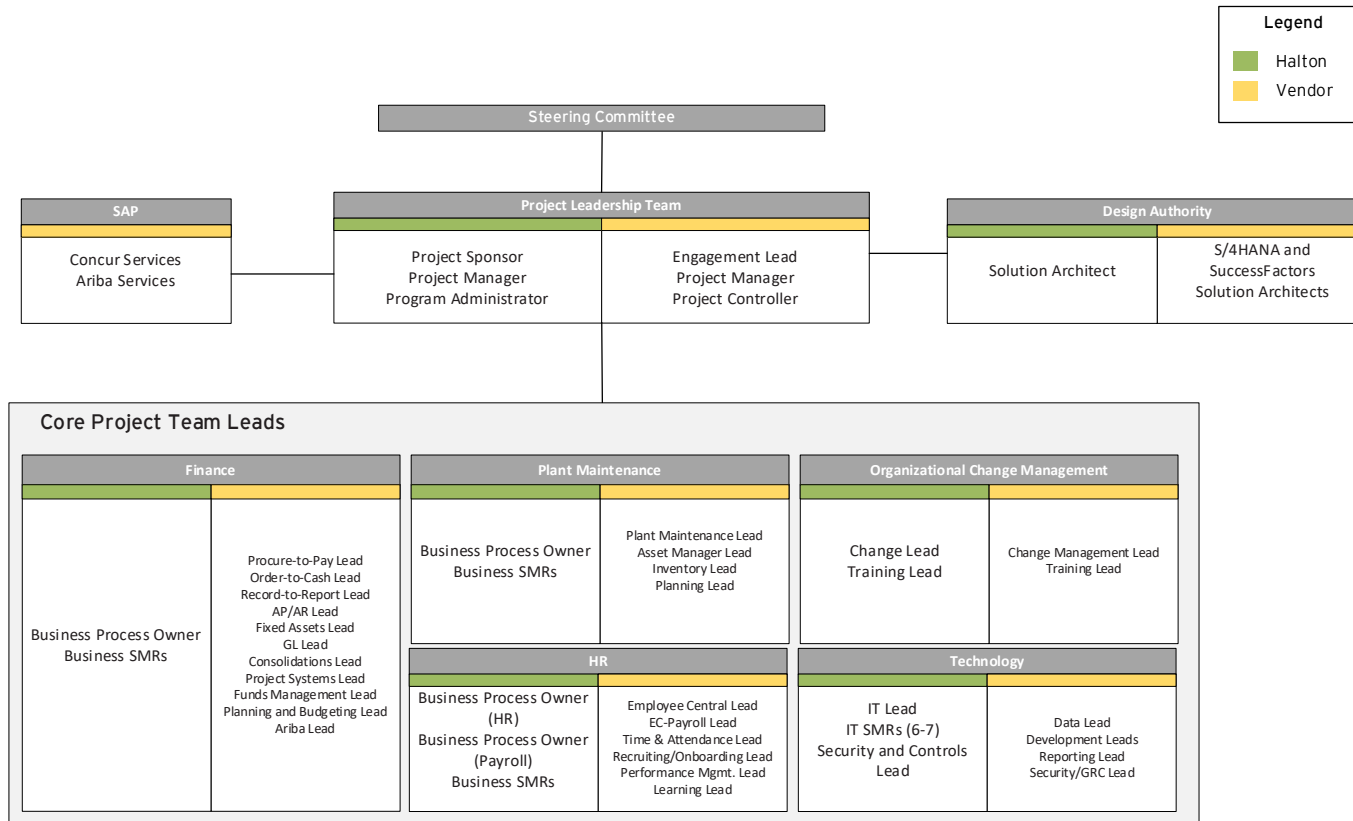 Legend
Halton
Vendor
Steering Committee
SAP
Concur Services
Ariba Services
Project Leadership Team
Project Sponsor
Project Manager
Program Administrator
Engagement Lead
Project Manager
Project Controller
Design Authority
Solution Architect
S/4HANA and
SuccessFactors
Solution Architects
Core Project Team Leads
Finance
Business Process Owner
Business SMRs
Procure-to-Pay Lead
Order-to-Cash Lead
Record-to-Report Lead
AP/AR Lead
Fixed Assets Lead
GL Lead
Consolidations Lead
Project Systems Lead
Funds Management Lead
Planning and Budgeting Lead
Ariba Lead
Plant Maintenance
Business Process Owner
Business SMRs
Plant Maintenance Lead
Asset Manager Lead
Inventory Lead
Planning Lead
Organizational Change Management
Change Lead
Training Lead
Change Management Lead
Training Lead
HR
Business Process Owner
(HR)
Business Process Owner
(Payroll)
Business SMRs
Employee Central Lead
EC-Payroll Lead
Time & Attendance Lead
Recruiting/Onboarding Lead
Performance Mgmt. Lead
Learning Lead
Technology
IT Lead
IT SMRs (6-7)
Security and Controls
Lead
Data Lead
Development Leads
Reporting Lead
Security/GRC Lead